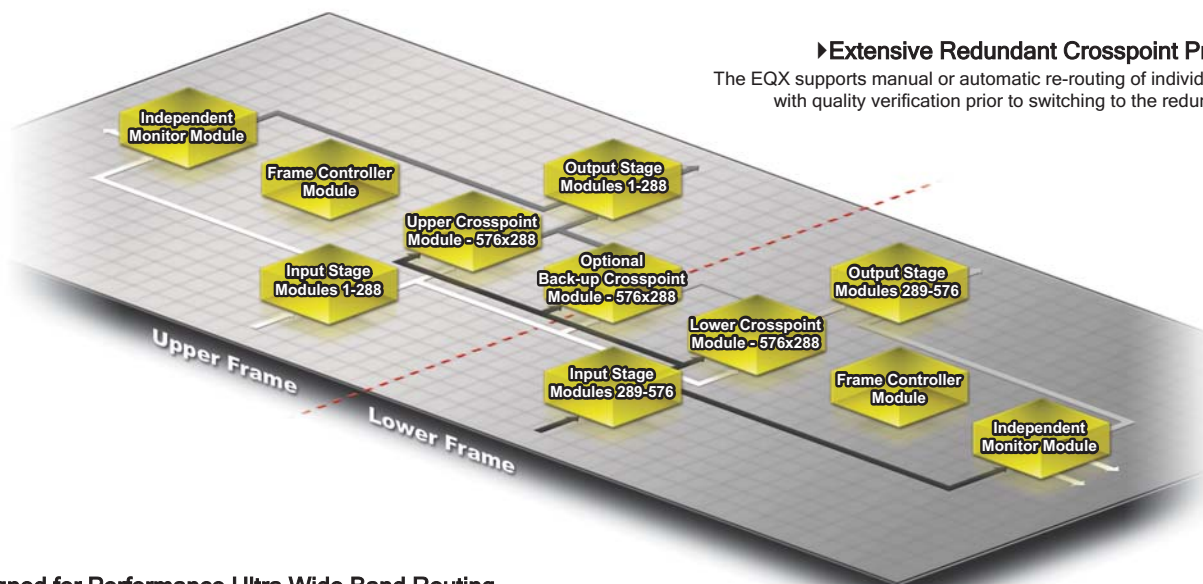 ▸Extensive Redundant Crosspoint
The EQX supports manual or automatic re-routing of
with quality verification prior to switching to the
Independent
Monitor Module
Frame Controller
Module
Output Stage
Modules 1-288
Upper Crosspoint
Module - 576x288
Input Stage
Modules 1-288
Optional
Back-up Crosspoint
Module - 576x288
Output Stage
Modules 289-576
Lower Crosspoint
Module - 576x288
Input Stage
Modules 289-576
Frame Controller
Module
Independent
Monitor Module
Upper Frame
Lower Frame
for Performance Ultra Wide Band Routing